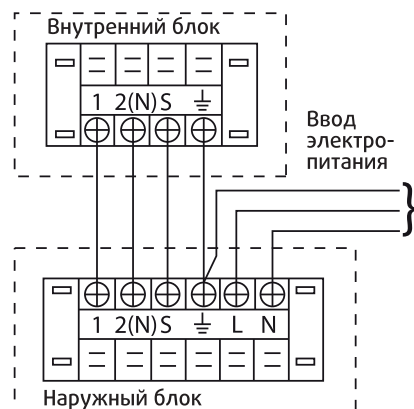 Внутренний блок
1 2(N) S ⏚
Ввод
электро-
питания
1 2(N) S ⏚ L N
Наружный блок